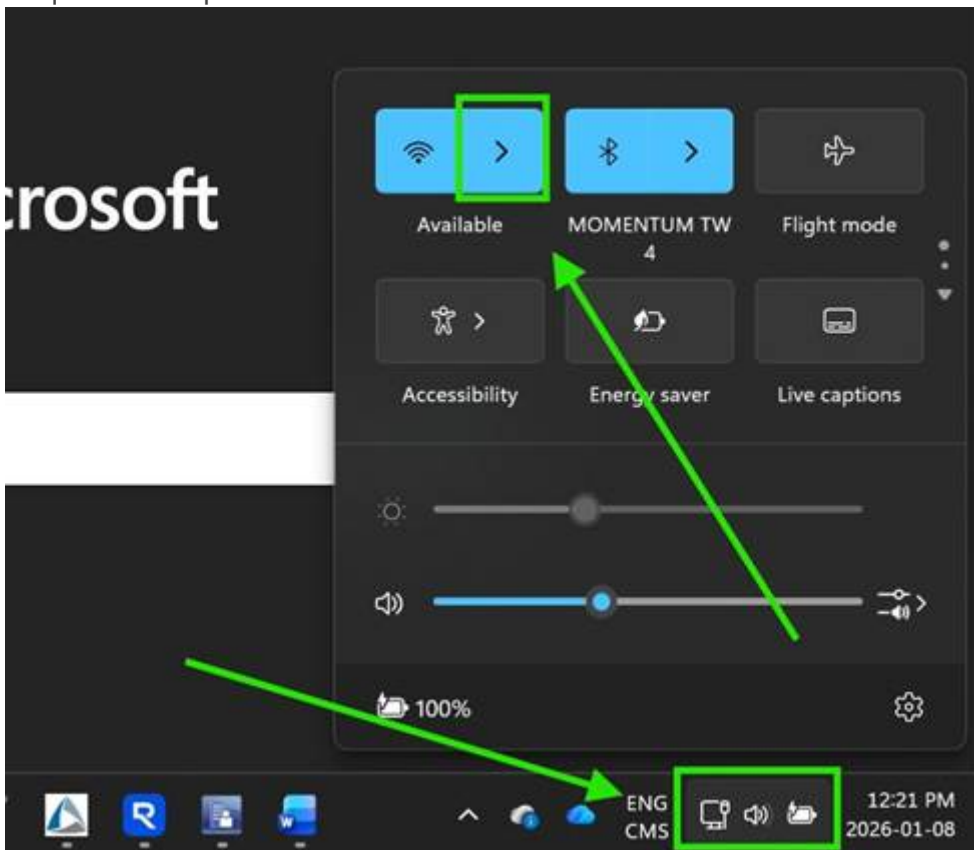 crosoft
Available
MOMENTUM TW
4
Flight mode
Accessibility
Energy saver
Live captions
100%
ENG
CMS
12:21 PM
2026-01-08